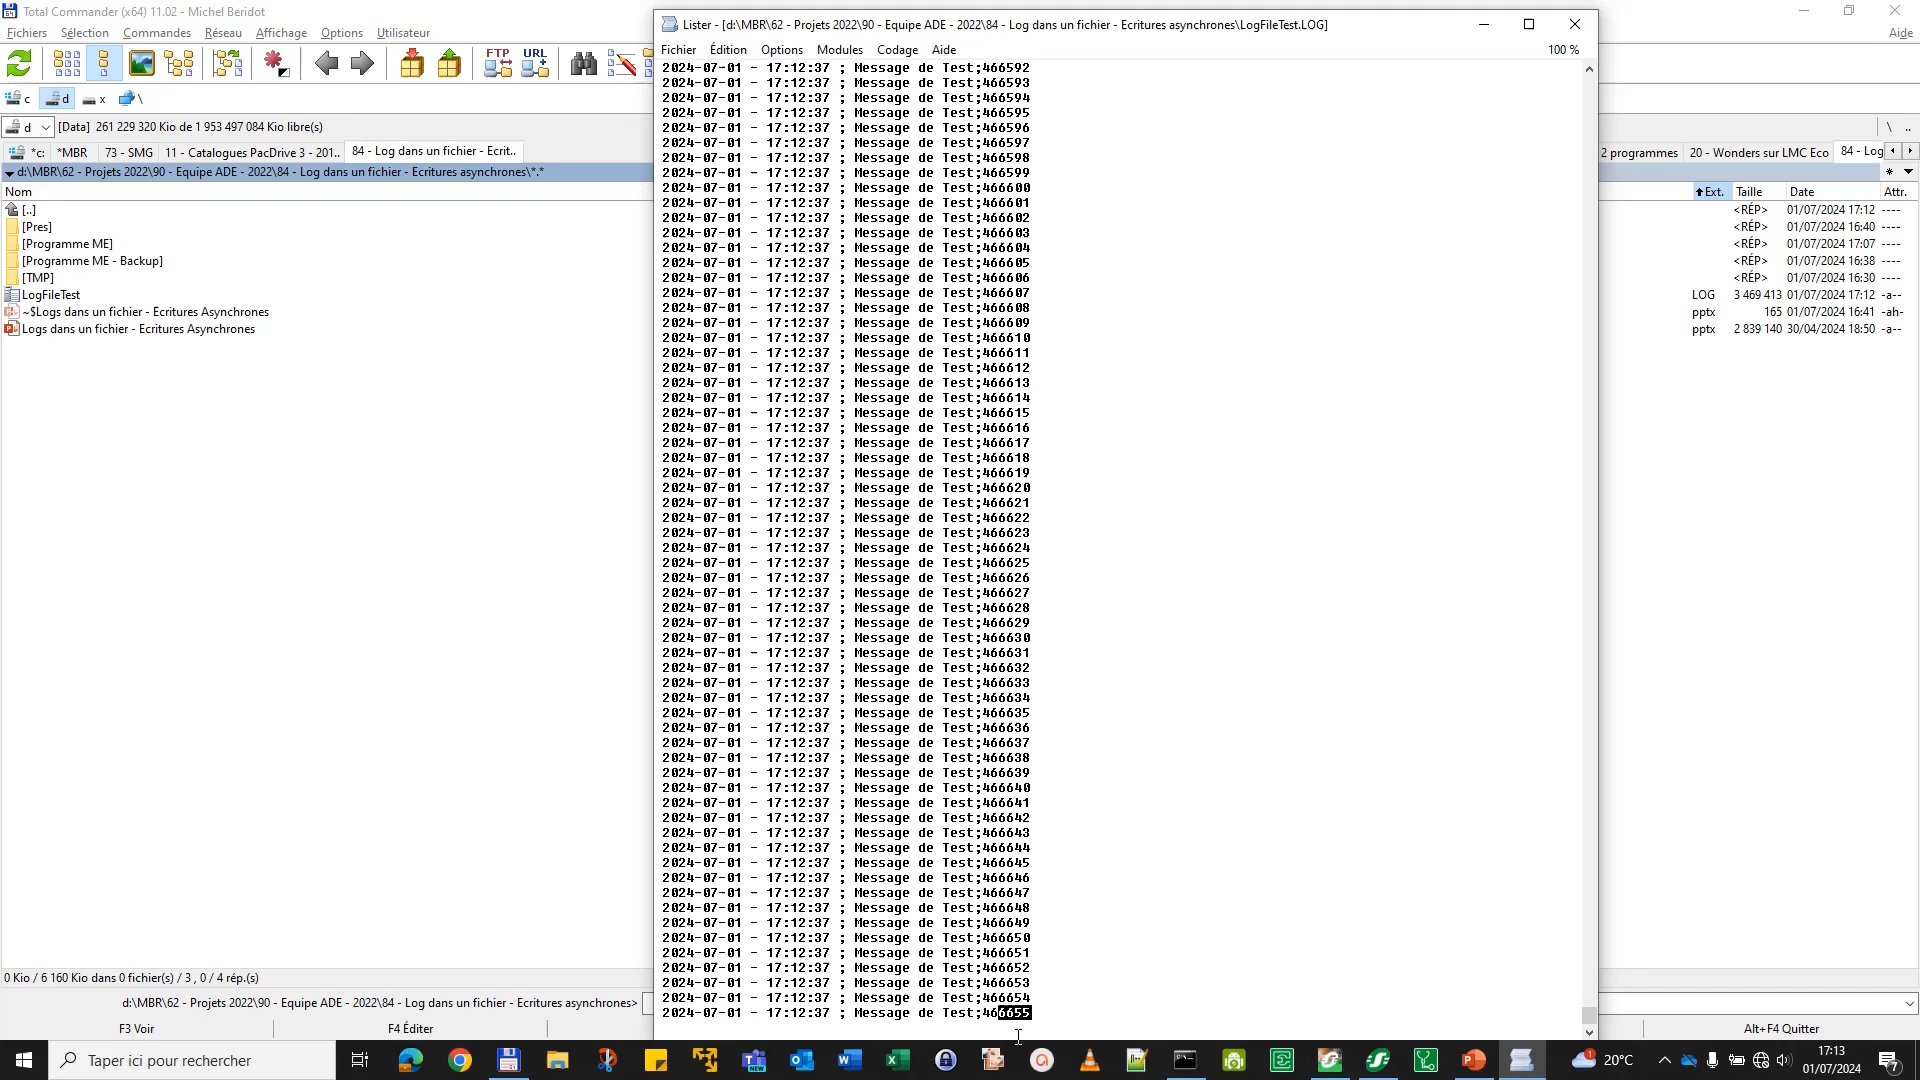 Total Commander (x64) 11.02 - Michel Beridot
Fichiers Sélection Commandes Réseau Affichage Options Utilisateur
Aide
FTP URL
c d x \
d [Data] 261 229 320 Kio de 1 953 497 084 Kio libre(s)
\ ..
*c: *MBR 73 - SMG 11 - Catalogues PacDrive 3 - 201.. 84 - Log dans un fichier - Ecrit..
2 programmes 20 - Wonders sur LMC Eco 84 - Log
d:\MBR\62 - Projets 2022\90 - Equipe ADE - 2022\84 - Log dans un fichier - Ecritures asynchrones\*.*
Nom
Ext. Taille Date Attr.
[..]
<RÉP> 01/07/2024 17:12 ----
[Pres]
<RÉP> 01/07/2024 16:40 ----
[Programme ME]
<RÉP> 01/07/2024 17:07 ----
[Programme ME - Backup]
<RÉP> 01/07/2024 16:38 ----
[TMP]
<RÉP> 01/07/2024 16:30 ----
LogFileTest
LOG 3 469 413 01/07/2024 17:12 -a--
~$Logs dans un fichier - Ecritures Asynchrones
pptx 165 01/07/2024 16:41 -ah-
Logs dans un fichier - Ecritures Asynchrones
pptx 2 839 140 30/04/2024 18:50 -a--
0 Kio / 6 160 Kio dans 0 fichier(s) / 3 , 0 / 4 rép.(s)
d:\MBR\62 - Projets 2022\90 - Equipe ADE - 2022\84 - Log dans un fichier - Ecritures asynchrones>
F3 Voir F4 Éditer Alt+F4 Quitter
Lister - [d:\MBR\62 - Projets 2022\90 - Equipe ADE - 2022\84 - Log dans un fichier - Ecritures asynchrones\LogFileTest.LOG]
Fichier Édition Options Modules Codage Aide 100 %
2024-07-01 - 17:12:37 ; Message de Test;466592
2024-07-01 - 17:12:37 ; Message de Test;466593
2024-07-01 - 17:12:37 ; Message de Test;466594
2024-07-01 - 17:12:37 ; Message de Test;466595
2024-07-01 - 17:12:37 ; Message de Test;466596
2024-07-01 - 17:12:37 ; Message de Test;466597
2024-07-01 - 17:12:37 ; Message de Test;466598
2024-07-01 - 17:12:37 ; Message de Test;466599
2024-07-01 - 17:12:37 ; Message de Test;466600
2024-07-01 - 17:12:37 ; Message de Test;466601
2024-07-01 - 17:12:37 ; Message de Test;466602
2024-07-01 - 17:12:37 ; Message de Test;466603
2024-07-01 - 17:12:37 ; Message de Test;466604
2024-07-01 - 17:12:37 ; Message de Test;466605
2024-07-01 - 17:12:37 ; Message de Test;466606
2024-07-01 - 17:12:37 ; Message de Test;466607
2024-07-01 - 17:12:37 ; Message de Test;466608
2024-07-01 - 17:12:37 ; Message de Test;466609
2024-07-01 - 17:12:37 ; Message de Test;466610
2024-07-01 - 17:12:37 ; Message de Test;466611
2024-07-01 - 17:12:37 ; Message de Test;466612
2024-07-01 - 17:12:37 ; Message de Test;466613
2024-07-01 - 17:12:37 ; Message de Test;466614
2024-07-01 - 17:12:37 ; Message de Test;466615
2024-07-01 - 17:12:37 ; Message de Test;466616
2024-07-01 - 17:12:37 ; Message de Test;466617
2024-07-01 - 17:12:37 ; Message de Test;466618
2024-07-01 - 17:12:37 ; Message de Test;466619
2024-07-01 - 17:12:37 ; Message de Test;466620
2024-07-01 - 17:12:37 ; Message de Test;466621
2024-07-01 - 17:12:37 ; Message de Test;466622
2024-07-01 - 17:12:37 ; Message de Test;466623
2024-07-01 - 17:12:37 ; Message de Test;466624
2024-07-01 - 17:12:37 ; Message de Test;466625
2024-07-01 - 17:12:37 ; Message de Test;466626
2024-07-01 - 17:12:37 ; Message de Test;466627
2024-07-01 - 17:12:37 ; Message de Test;466628
2024-07-01 - 17:12:37 ; Message de Test;466629
2024-07-01 - 17:12:37 ; Message de Test;466630
2024-07-01 - 17:12:37 ; Message de Test;466631
2024-07-01 - 17:12:37 ; Message de Test;466632
2024-07-01 - 17:12:37 ; Message de Test;466633
2024-07-01 - 17:12:37 ; Message de Test;466634
2024-07-01 - 17:12:37 ; Message de Test;466635
2024-07-01 - 17:12:37 ; Message de Test;466636
2024-07-01 - 17:12:37 ; Message de Test;466637
2024-07-01 - 17:12:37 ; Message de Test;466638
2024-07-01 - 17:12:37 ; Message de Test;466639
2024-07-01 - 17:12:37 ; Message de Test;466640
2024-07-01 - 17:12:37 ; Message de Test;466641
2024-07-01 - 17:12:37 ; Message de Test;466642
2024-07-01 - 17:12:37 ; Message de Test;466643
2024-07-01 - 17:12:37 ; Message de Test;466644
2024-07-01 - 17:12:37 ; Message de Test;466645
2024-07-01 - 17:12:37 ; Message de Test;466646
2024-07-01 - 17:12:37 ; Message de Test;466647
2024-07-01 - 17:12:37 ; Message de Test;466648
2024-07-01 - 17:12:37 ; Message de Test;466649
2024-07-01 - 17:12:37 ; Message de Test;466650
2024-07-01 - 17:12:37 ; Message de Test;466651
2024-07-01 - 17:12:37 ; Message de Test;466652
2024-07-01 - 17:12:37 ; Message de Test;466653
2024-07-01 - 17:12:37 ; Message de Test;466654
2024-07-01 - 17:12:37 ; Message de Test;466655
Taper ici pour rechercher
20°C
17:13
01/07/2024